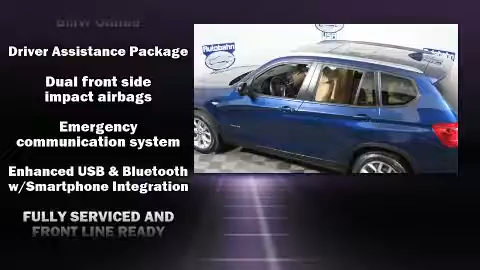 Driver Assistance Package
Dual front side
impact airbags
Emergency
communication system
Enhanced USB & Bluetooth
w/Smartphone Integration
FULLY SERVICED AND
FRONT LINE READY
Autobahn